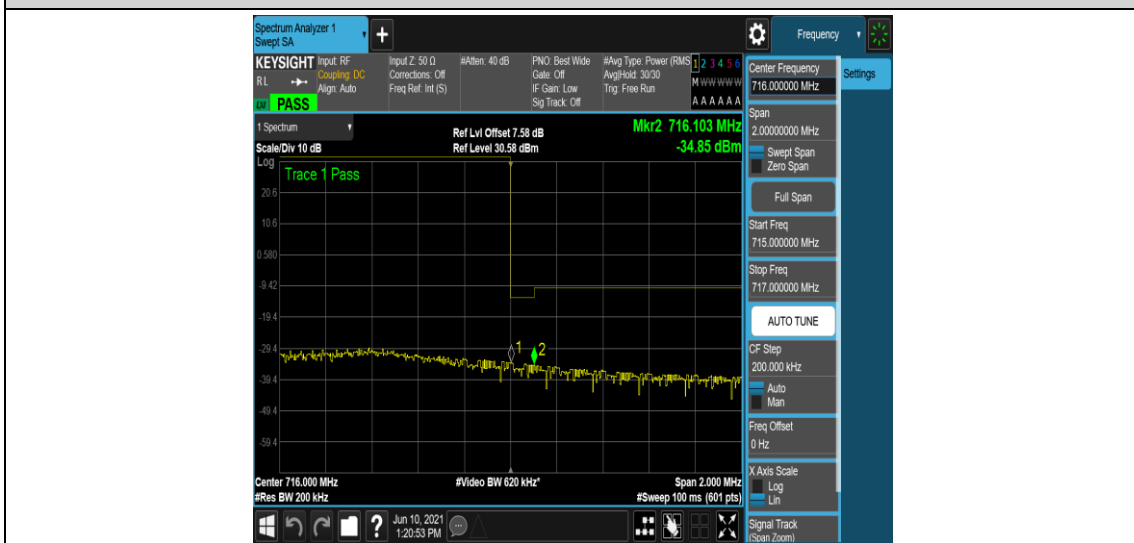 Spectrum Analyzer 1
Swept SA
+
Frequency
KEYSIGHT
RL
PASS
Input: RF
Coupling: DC
Align: Auto
Input Z: 50 Ω
Corrections: Off
Freq Ref: Int (S)
#Atten: 40 dB
PNO: Best Wide
Gate: Off
IF Gain: Low
Sig Track: Off
#Avg Type: Power (RMS
Avg|Hold: 30/30
Trig: Free Run
1 2 3 4 5 6
M W W W W W
A A A A A A
Center Frequency
716.000000 MHz
Settings
Span
2.00000000 MHz
Swept Span
Zero Span
Full Span
Start Freq
715.000000 MHz
Stop Freq
717.000000 MHz
AUTO TUNE
CF Step
200.000 kHz
Auto
Man
Freq Offset
0 Hz
X Axis Scale
Log
Lin
Signal Track
(Span Zoom)
1 Spectrum
Scale/Div 10 dB
Ref Lvl Offset 7.58 dB
Ref Level 30.58 dBm
Mkr2 716.103 MHz
-34.85 dBm
Log
Trace 1 Pass
20.6
10.6
0.580
-9.42
-19.4
-29.4
-39.4
-49.4
-59.4
1
2
Center 716.000 MHz
#Res BW 200 kHz
#Video BW 620 kHz*
Span 2.000 MHz
#Sweep 100 ms (601 pts)
?
Jun 10, 2021
1:20:53 PM